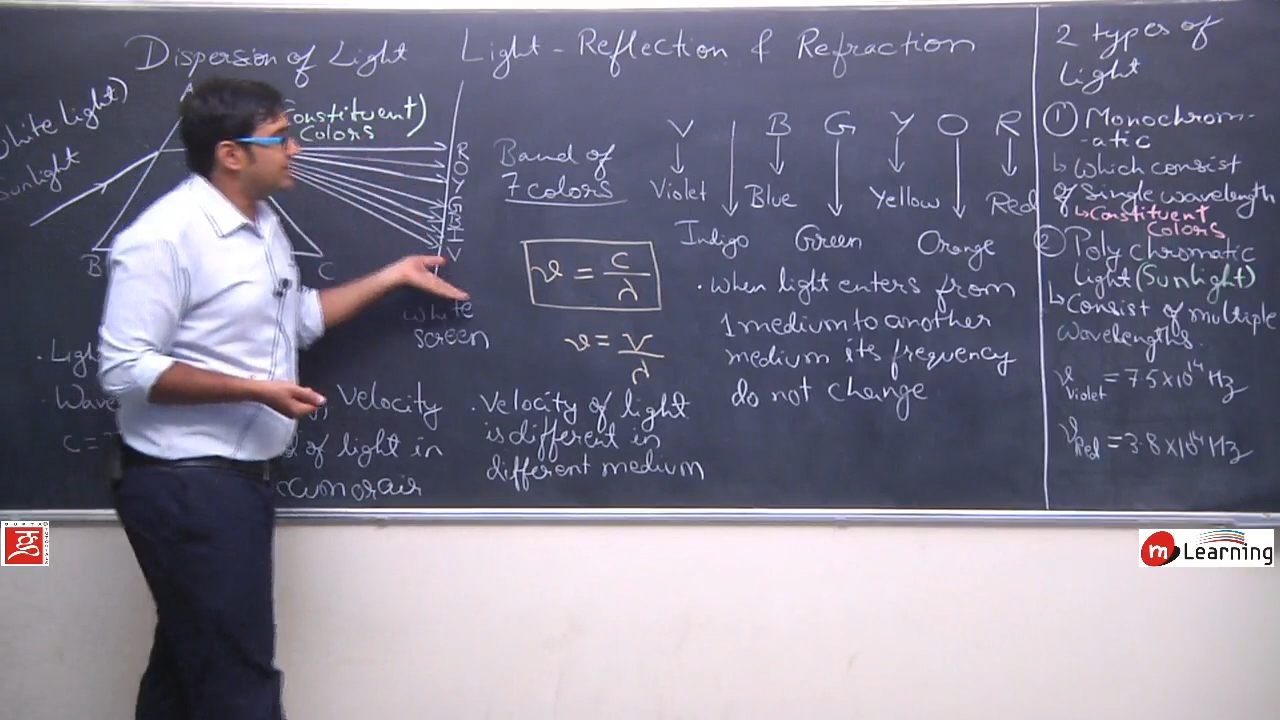 Dispersion of Light
Light - Reflection & Refraction
White light)
Sunlight
A
(Constituent)
Colors
B
C
R
O
Y
G
B
I
V
White
screen
Band of
7 colors
ν = c/λ
ν = v/λ
V B G Y O R
Violet Blue Yellow Red
Indigo Green Orange
. When light enters from
1 medium to another
medium its frequency
do not change
. Velocity
of light in
or air
c =
. Velocity of light
is different in
different medium
2 types of
light
① Monochrom-
-atic
↳ Which consist
of Single wavelength
↳ Constituent
Colors
② Poly chromatic
Light (Sunlight)
↳ Consist of multiple
wavelengths.
ν Violet = 7.5×10¹⁴ Hz
ν Red = 3.8×10¹⁴ Hz
GUPTA
m Learning